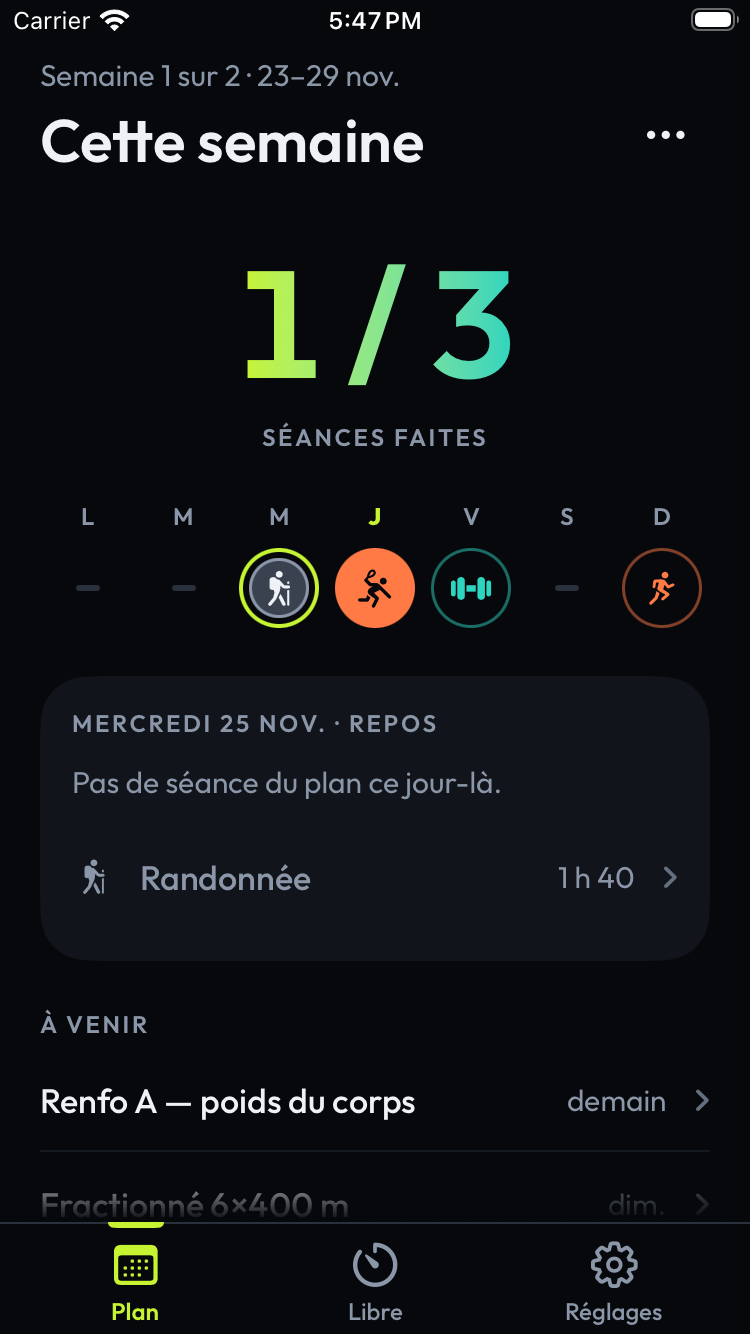 Carrier 5:47 PM
Semaine 1 sur 2 · 23–29 nov.
Cette semaine
1/3
SÉANCES FAITES
L M M J V S D
MERCREDI 25 NOV. · REPOS
Pas de séance du plan ce jour-là.
Randonnée 1 h 40
À VENIR
Renfo A — poids du corps demain
Fractionné 6×400 m dim.
Plan Libre Réglages